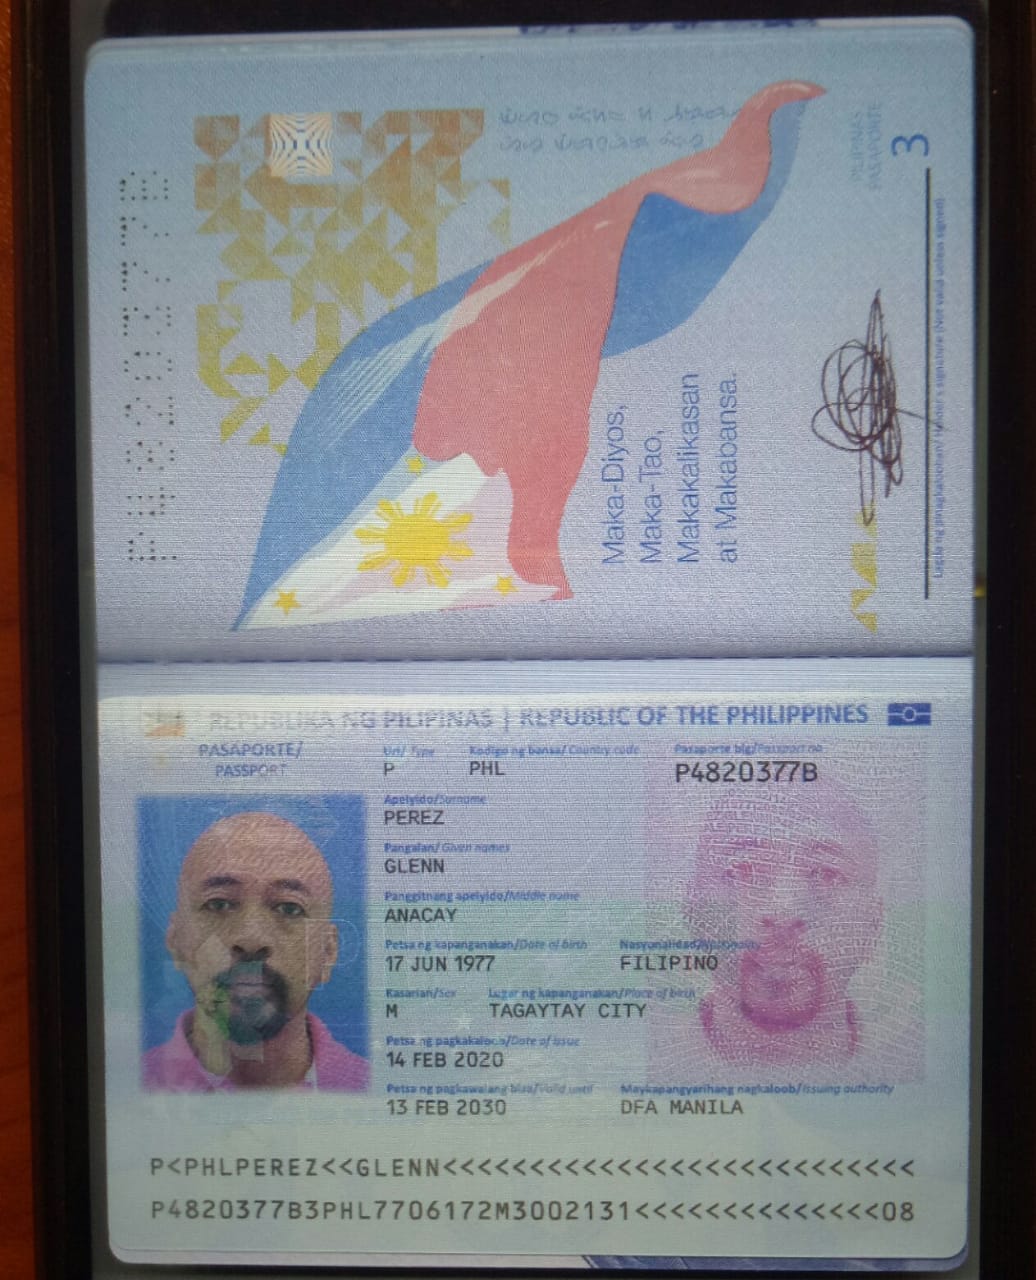 P4820377B
PILIPINAS
PASAPORTE
3
Maka-Diyos,
Maka-Tao,
Makakalikasan
at Makabansa.
Lagda ng pinagkalooban/ Holder's signature (Not valid unless signed)
REPUBLIKA NG PILIPINAS | REPUBLIC OF THE PHILIPPINES
PASAPORTE/
PASSPORT
Uri/ Type
Kodigo ng bansa/ Country code
Pasaporte blg/Passport no
P
PHL
P4820377B
Apelyido/Surname
PEREZ
Pangalan/ Given names
GLENN
Panggitnang apelyido/Middle name
ANACAY
Petsa ng kapanganakan/Date of birth
Nasyonalidad/Nationality
17 JUN 1977
FILIPINO
Kasarian/Sex
Lugar ng kapanganakan/Place of birth
M
TAGAYTAY CITY
Petsa ng pagkakaloob/Date of issue
14 FEB 2020
Petsa ng pagkawalang bisa/Valid until
Maykapangyarihang nagkaloob/Issuing authority
13 FEB 2030
DFA MANILA
P<PHLPEREZ<<GLENN<<<<<<<<<<<<<<<<<<<<<<<<<<<
P4820377B3PHL7706172M3002131<<<<<<<<<<<<<<08